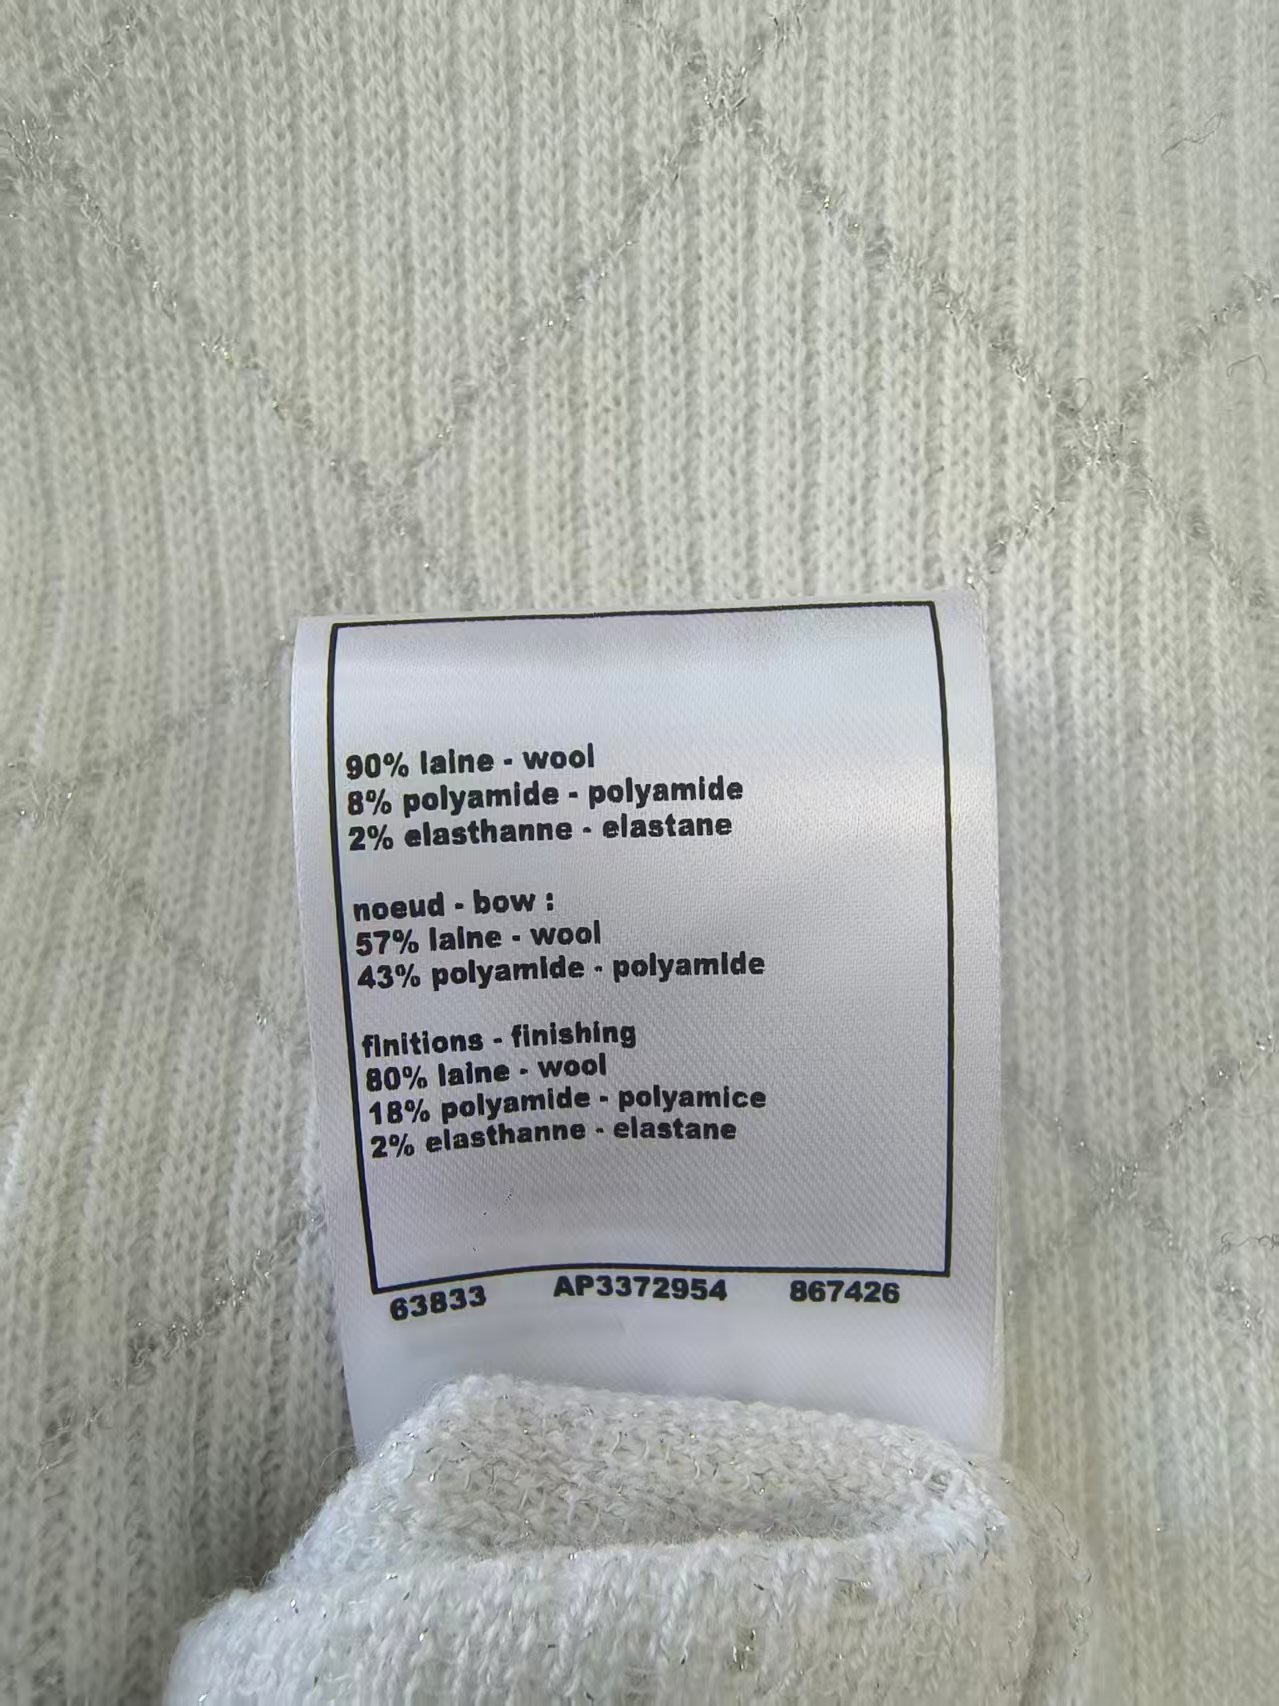 90% laine - wool
8% polyamide - polyamide
2% elasthanne - elastane
noeud - bow :
57% laine - wool
43% polyamide - polyamide
finitions - finishing
80% laine - wool
18% polyamide - polyamice
2% elasthanne - elastane
63833 AP3372954 867426